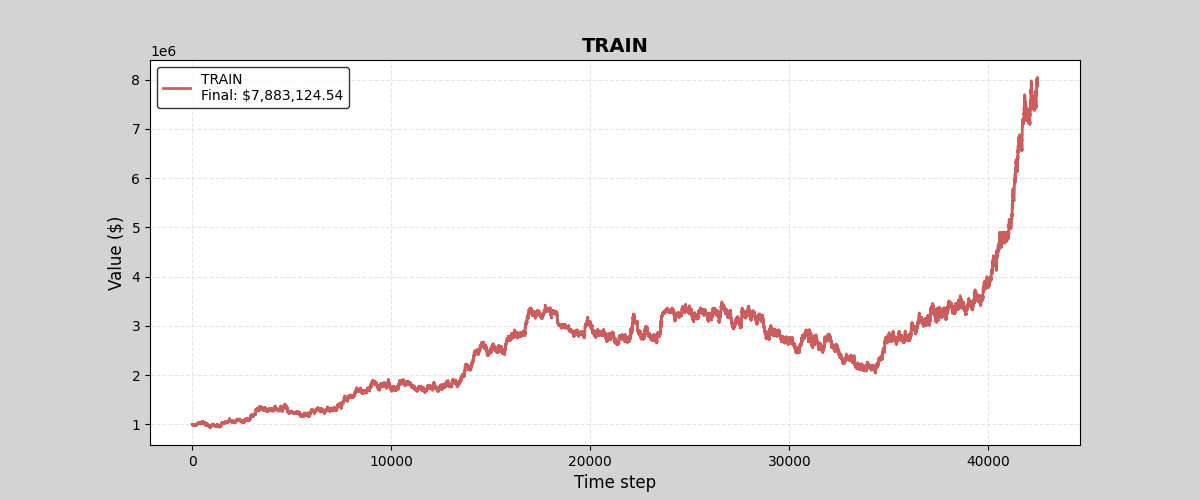 TRAIN
1e6
TRAIN
Final: $7,883,124.54
8
7
6
5
4
3
2
1
Value ($)
0 10000 20000 30000 40000
Time step